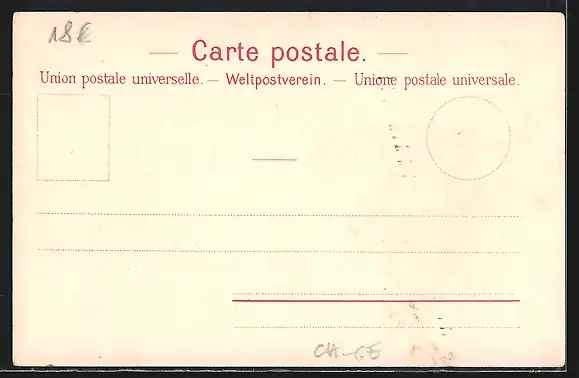 18€
— Carte postale. —
Union postale universelle. — Weltpostverein. — Unione postale universale.
CH-GE